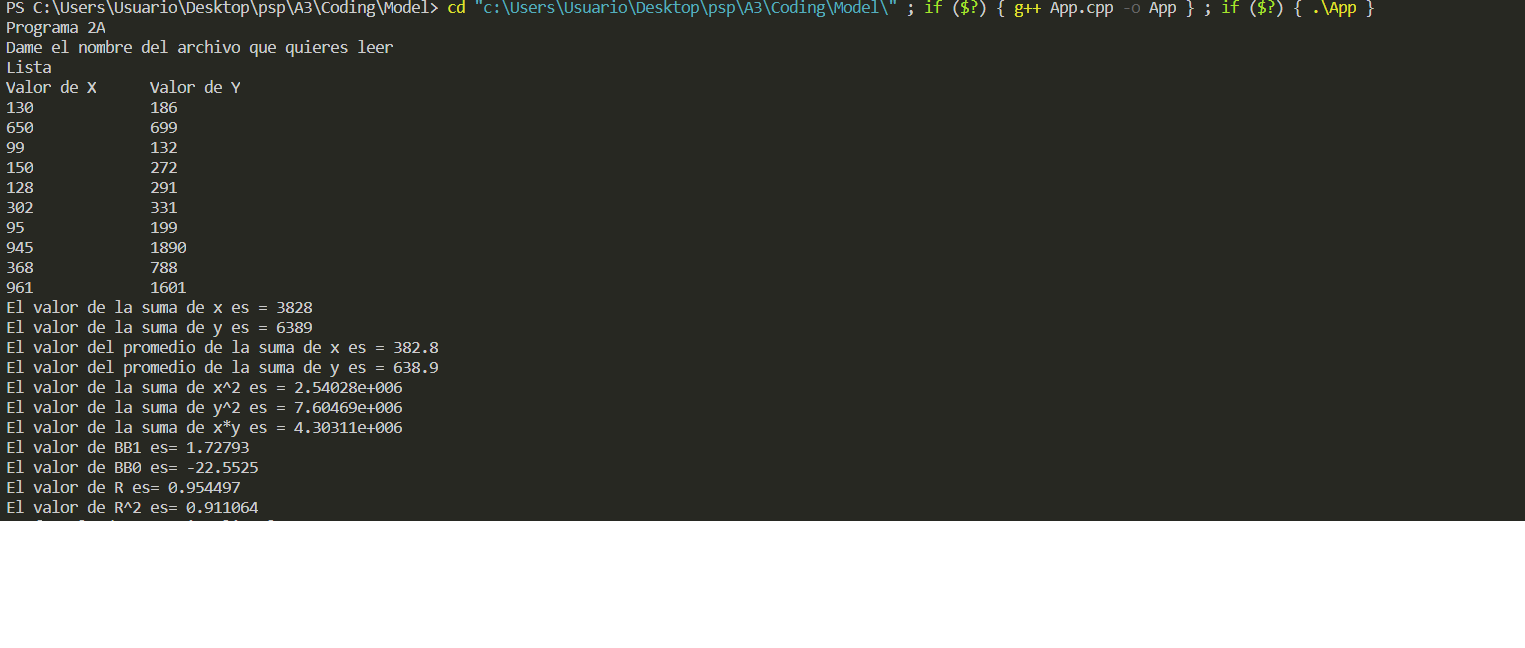 PS C:\Users\Usuario\Desktop\psp\A3\Coding\Model> cd "c:\Users\Usuario\Desktop\psp\A3\Coding\Model\" ; if ($?) { g++ App.cpp -o App } ; if ($?) { .\App }
Programa 2A
Dame el nombre del archivo que quieres leer
Lista
Valor de X Valor de Y
130 186
650 699
99 132
150 272
128 291
302 331
95 199
945 1890
368 788
961 1601
El valor de la suma de x es = 3828
El valor de la suma de y es = 6389
El valor del promedio de la suma de x es = 382.8
El valor del promedio de la suma de y es = 638.9
El valor de la suma de x^2 es = 2.54028e+006
El valor de la suma de y^2 es = 7.60469e+006
El valor de la suma de x*y es = 4.30311e+006
El valor de BB1 es= 1.72793
El valor de BB0 es= -22.5525
El valor de R es= 0.954497
El valor de R^2 es= 0.911064